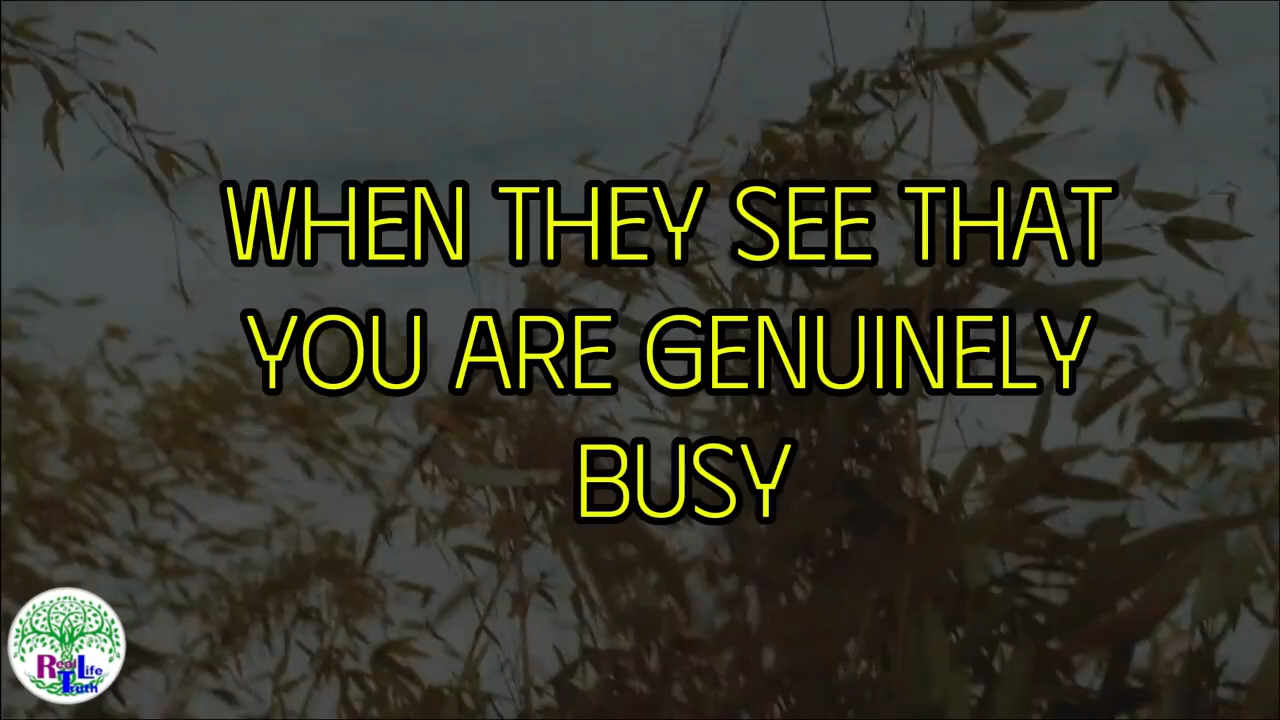 WHEN THEY SEE THAT
YOU ARE GENUINELY
BUSY
Real Life
Truth